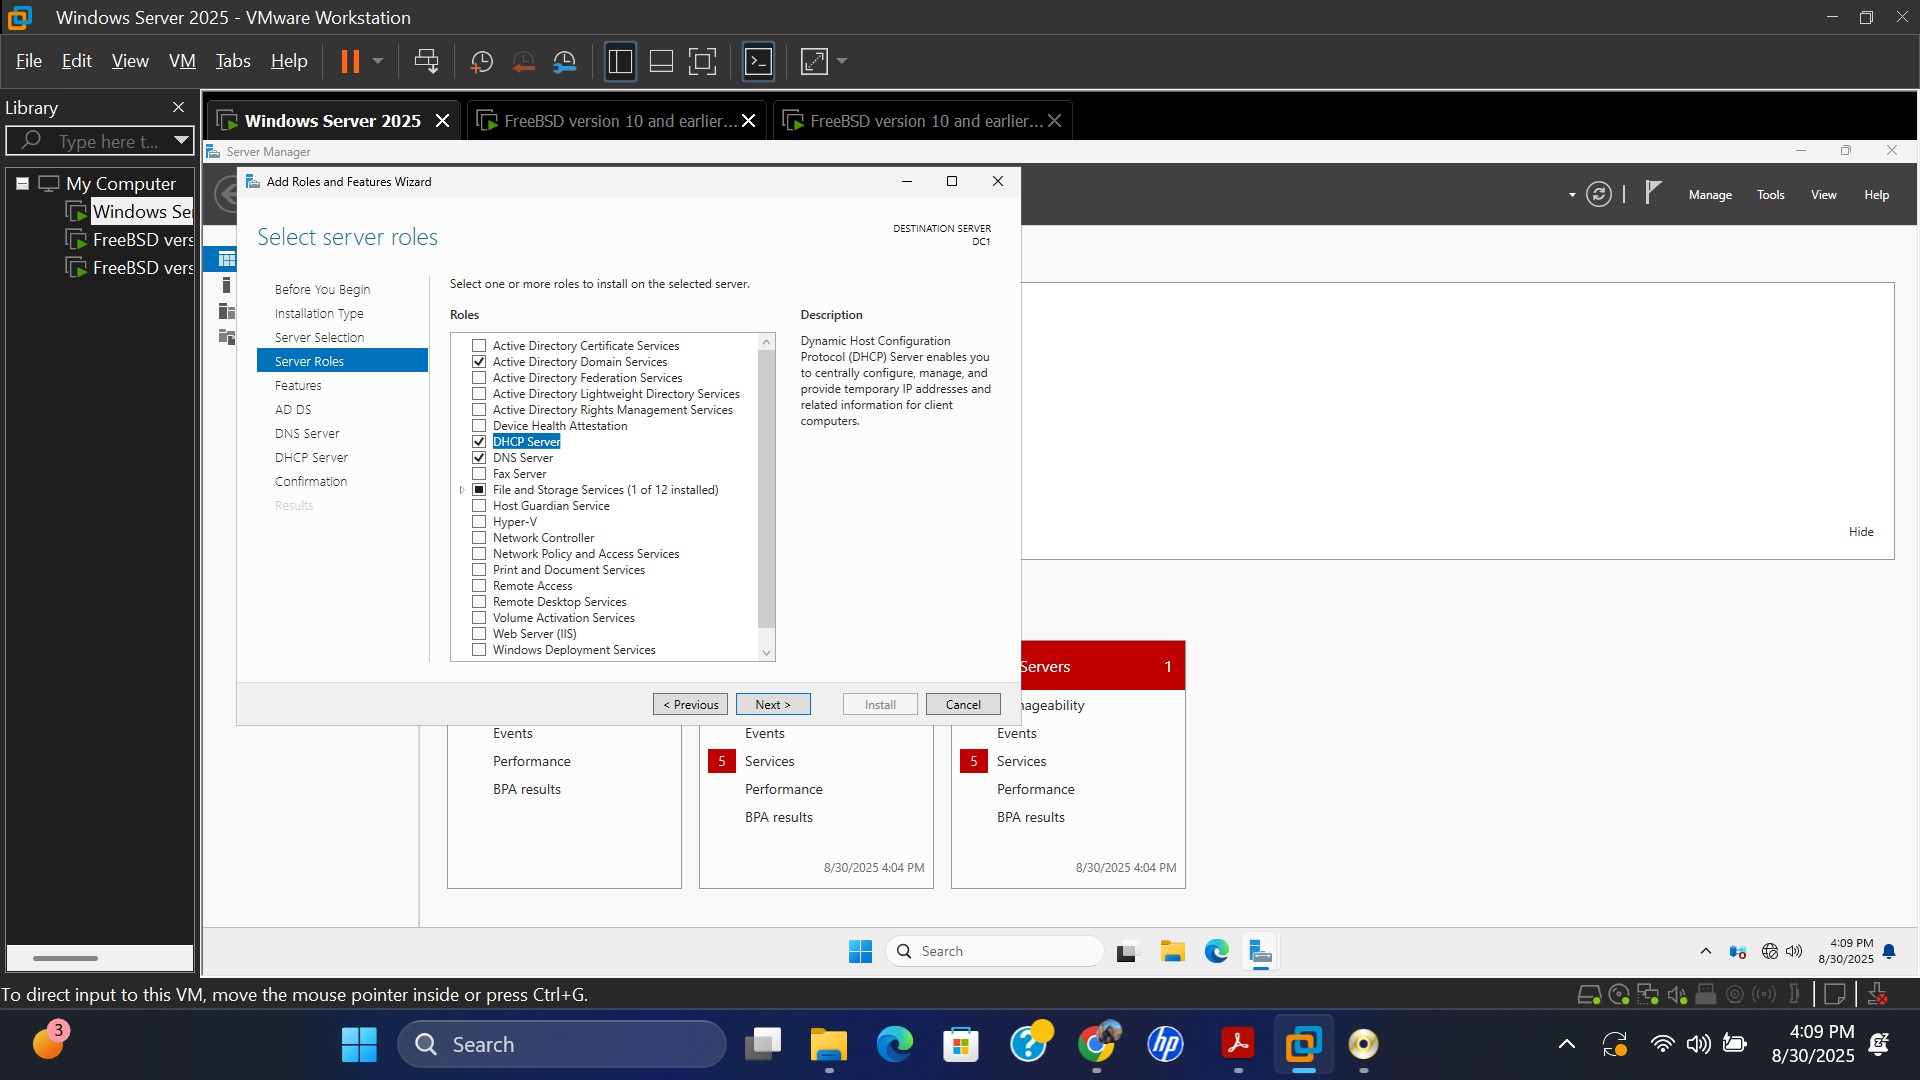 Windows Server 2025 - VMware Workstation
File Edit View VM Tabs Help
Library
Type here t...
My Computer
Windows Ser
FreeBSD vers
FreeBSD vers
Windows Server 2025
FreeBSD version 10 and earlier...
FreeBSD version 10 and earlier...
Server Manager
Manage Tools View Help
Add Roles and Features Wizard
Select server roles
DESTINATION SERVER
DC1
Before You Begin
Installation Type
Server Selection
Server Roles
Features
AD DS
DNS Server
DHCP Server
Confirmation
Results
Select one or more roles to install on the selected server.
Roles
Active Directory Certificate Services
Active Directory Domain Services
Active Directory Federation Services
Active Directory Lightweight Directory Services
Active Directory Rights Management Services
Device Health Attestation
DHCP Server
DNS Server
Fax Server
File and Storage Services (1 of 12 installed)
Host Guardian Service
Hyper-V
Network Controller
Network Policy and Access Services
Print and Document Services
Remote Access
Remote Desktop Services
Volume Activation Services
Web Server (IIS)
Windows Deployment Services
Description
Dynamic Host Configuration
Protocol (DHCP) Server enables you
to centrally configure, manage, and
provide temporary IP addresses and
related information for client
computers.
< Previous Next > Install Cancel
Hide
Servers 1
nageability
Events
Performance
BPA results
Events
5 Services
Performance
BPA results
8/30/2025 4:04 PM
Events
5 Services
Performance
BPA results
8/30/2025 4:04 PM
Search
4:09 PM
8/30/2025
To direct input to this VM, move the mouse pointer inside or press Ctrl+G.
3
Search
hp
4:09 PM
8/30/2025